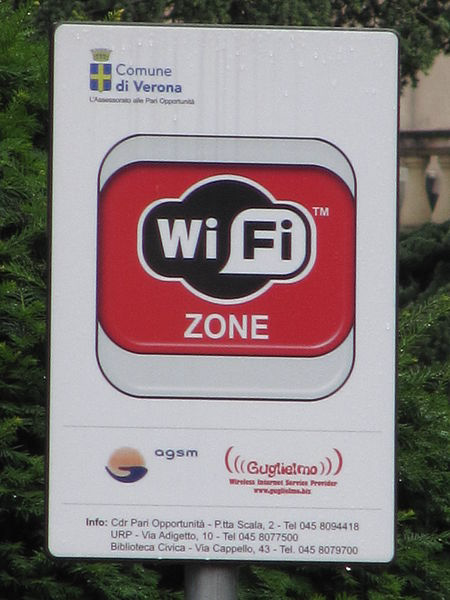 Comune
di Verona
L'Assessorato alle Pari Opportunità
Wi Fi TM
ZONE
agsm
Guglielmo
Wireless Internet Service Provider
www.guglielmo.biz
Info: Cdr Pari Opportunità - P.tta Scala, 2 - Tel 045 8094418
URP - Via Adigetto, 10 - Tel 045 8077500
Biblioteca Civica - Via Cappello, 43 - Tel. 045 8079700